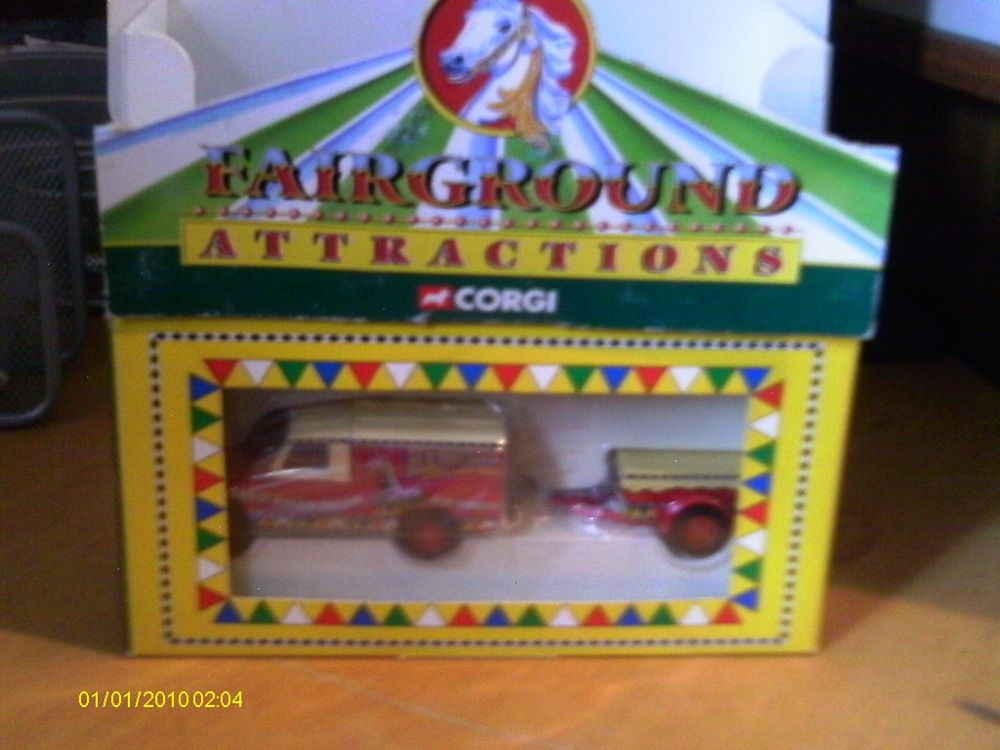 FAIRGROUND
ATTRACTIONS
CORGI
01/01/2010 02:04